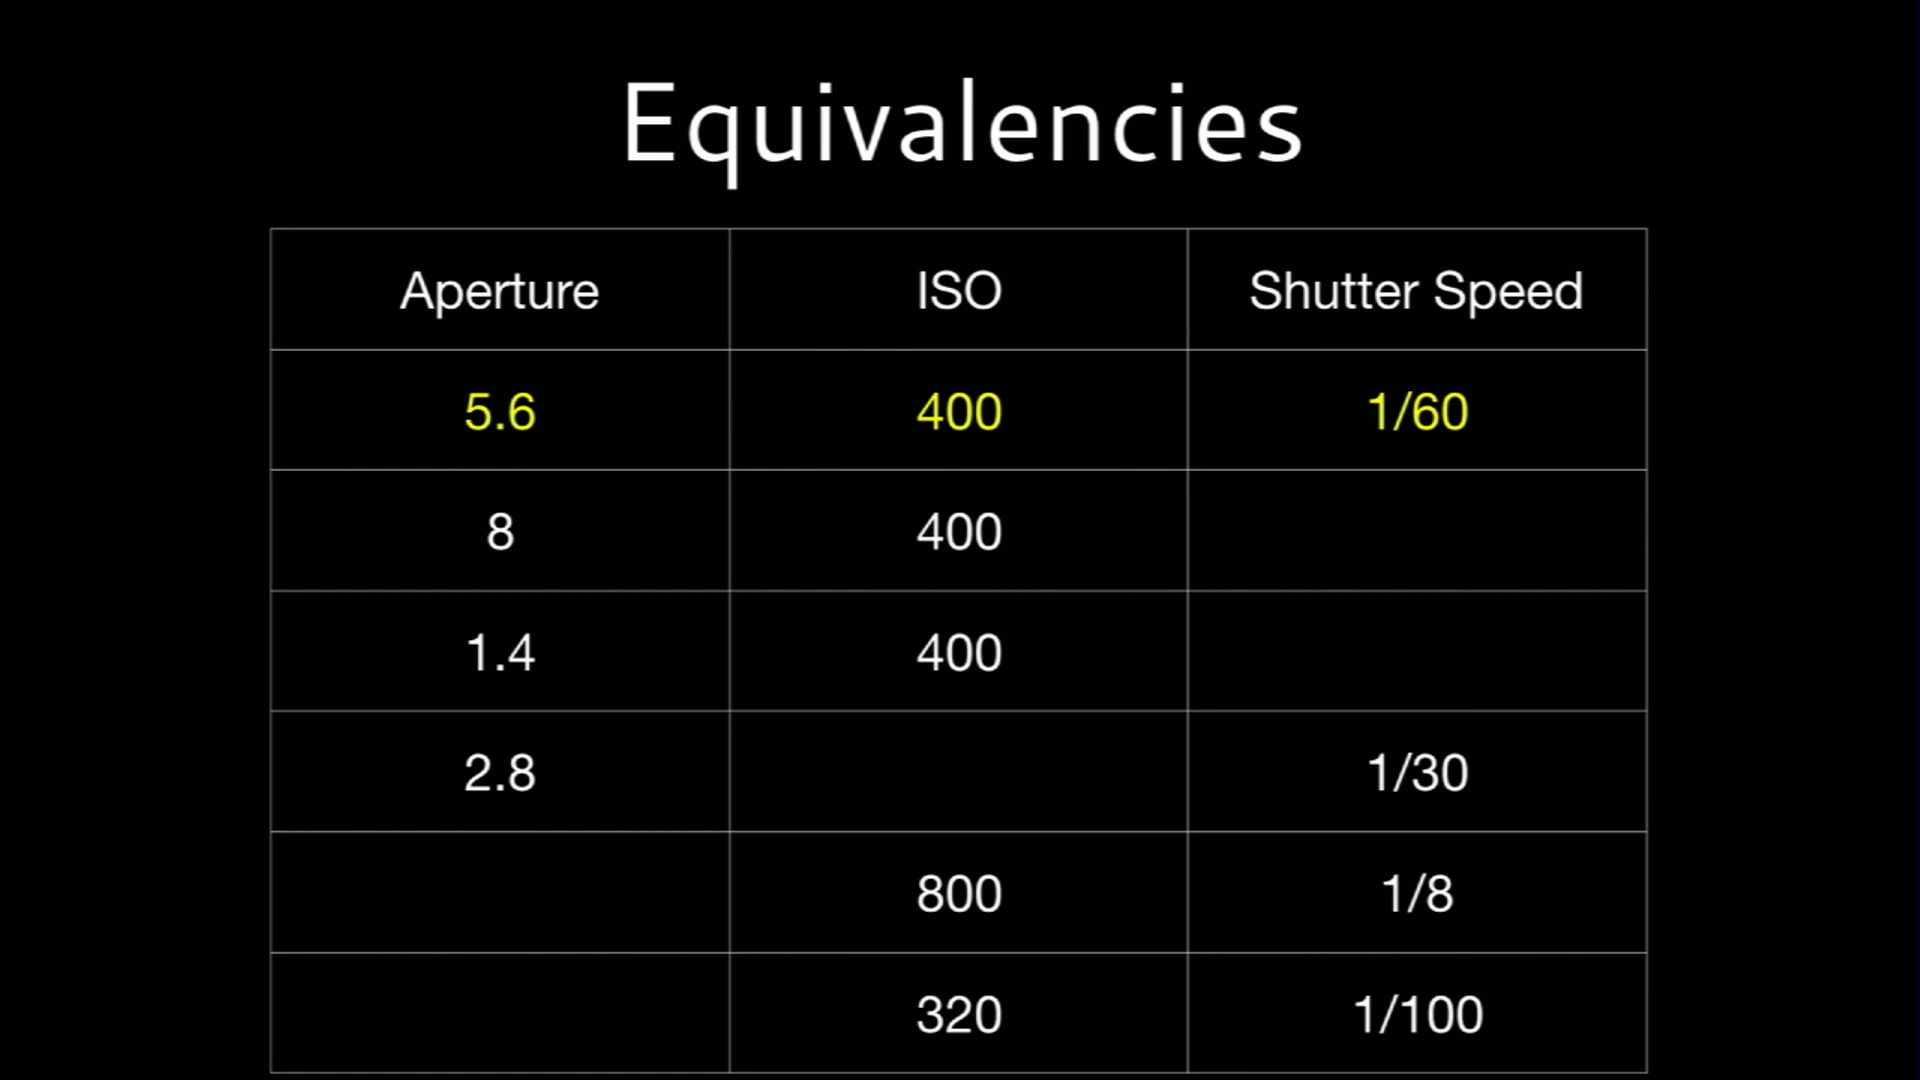 Equivalencies
Aperture ISO Shutter Speed
5.6 400 1/60
8 400
1.4 400
2.8 1/30
800 1/8
320 1/100